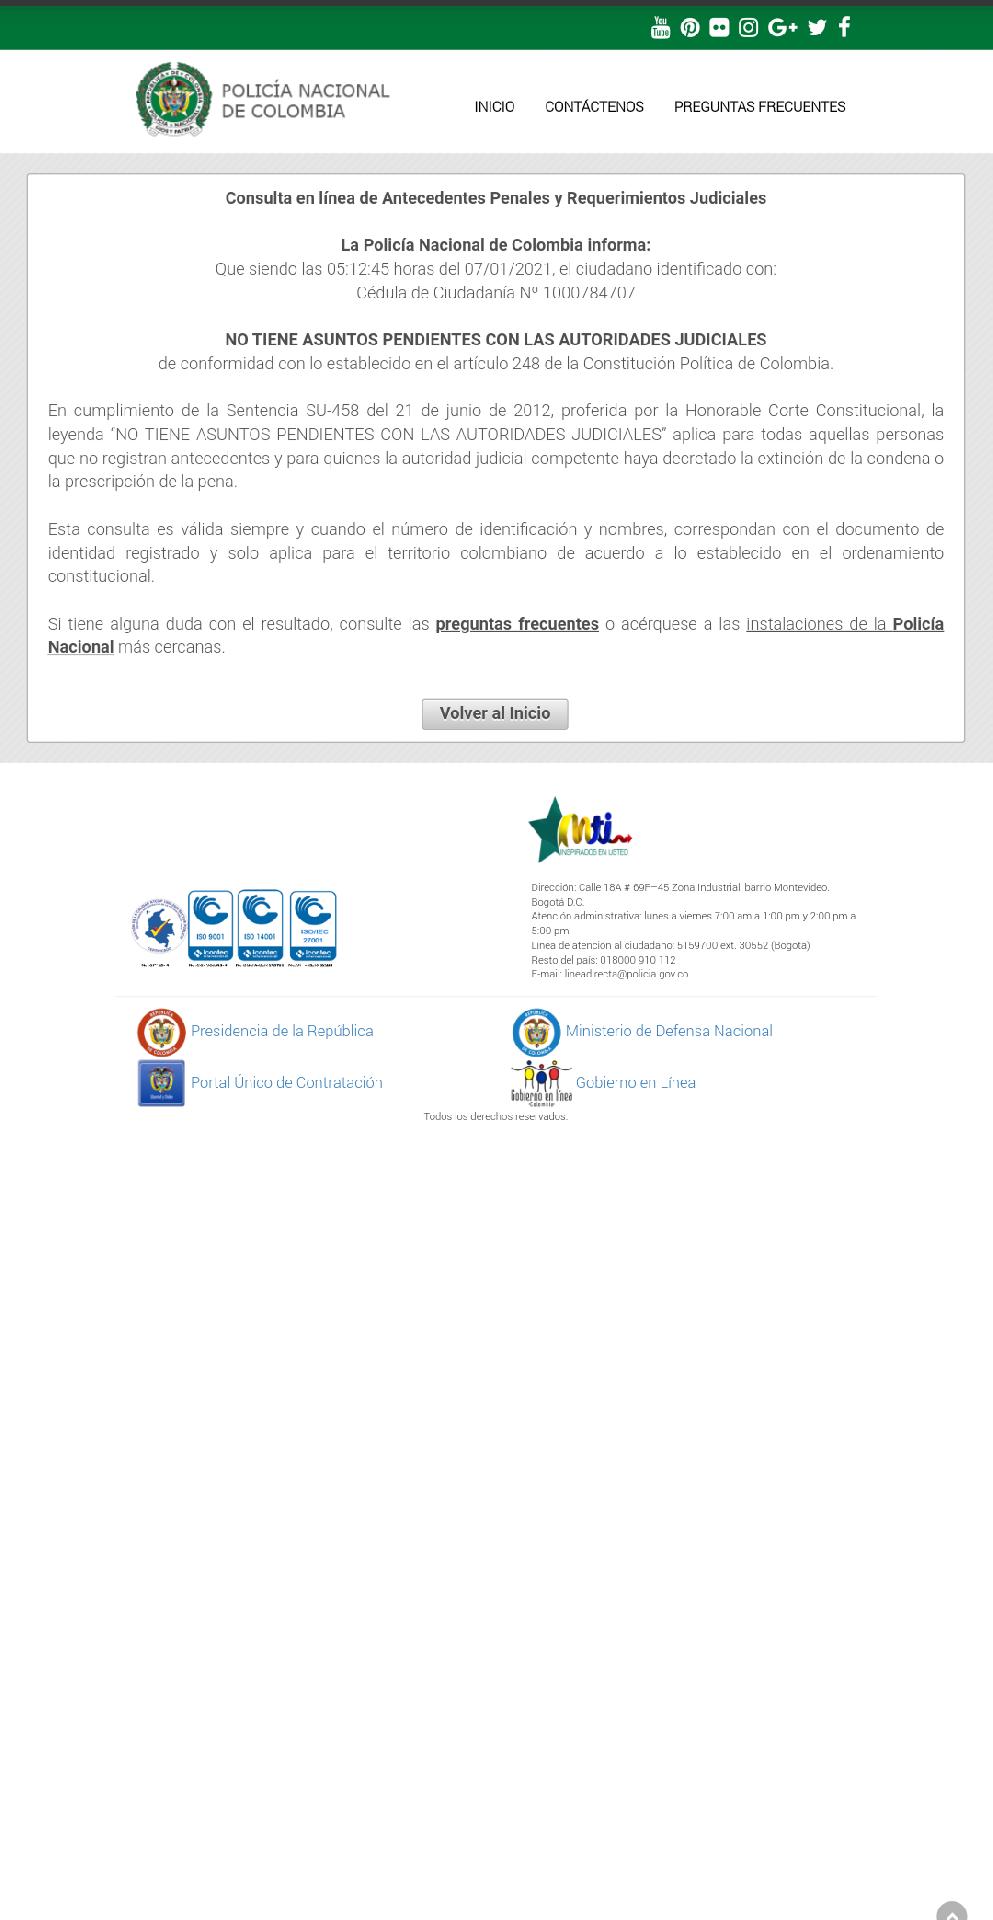 You Tube
POLICÍA NACIONAL
DE COLOMBIA
INICIO CONTÁCTENOS PREGUNTAS FRECUENTES
Consulta en línea de Antecedentes Penales y Requerimientos Judiciales
La Policía Nacional de Colombia informa:
Que siendo las 05:12:45 horas del 07/01/2021, el ciudadano identificado con:
Cédula de Ciudadanía Nº 1000784707
NO TIENE ASUNTOS PENDIENTES CON LAS AUTORIDADES JUDICIALES
de conformidad con lo establecido en el artículo 248 de la Constitución Política de Colombia.
En cumplimiento de la Sentencia SU-458 del 21 de junio de 2012, proferida por la Honorable Corte Constitucional, la
leyenda “NO TIENE ASUNTOS PENDIENTES CON LAS AUTORIDADES JUDICIALES” aplica para todas aquellas personas
que no registran antecedentes y para quienes la autoridad judicial competente haya decretado la extinción de la condena o
la prescripción de la pena.
Esta consulta es válida siempre y cuando el número de identificación y nombres, correspondan con el documento de
identidad registrado y solo aplica para el territorio colombiano de acuerdo a lo establecido en el ordenamiento
constitucional.
Si tiene alguna duda con el resultado, consulte las preguntas frecuentes o acérquese a las instalaciones de la Policía
Nacional más cercanas.
Volver al Inicio
INSPIRADOS EN USTED
Dirección: Calle 18A # 69F–45 Zona Industrial, barrio Montevideo.
Bogotá D.C.
Atención administrativa: lunes a viernes 7:00 am a 1:00 pm y 2:00 pm a
5:00 pm
Línea de atención al ciudadano: 5159700 ext. 30552 (Bogotá)
Resto del país: 018000 910 112
E-mail: lineadirecta@policia.gov.co
ISO 9001 ISO 14001 ISO/IEC 27001
icontec icontec icontec
Presidencia de la República
Ministerio de Defensa Nacional
Portal Único de Contratación
Gobierno en línea
Gobierno en Línea
Todos los derechos reservados.